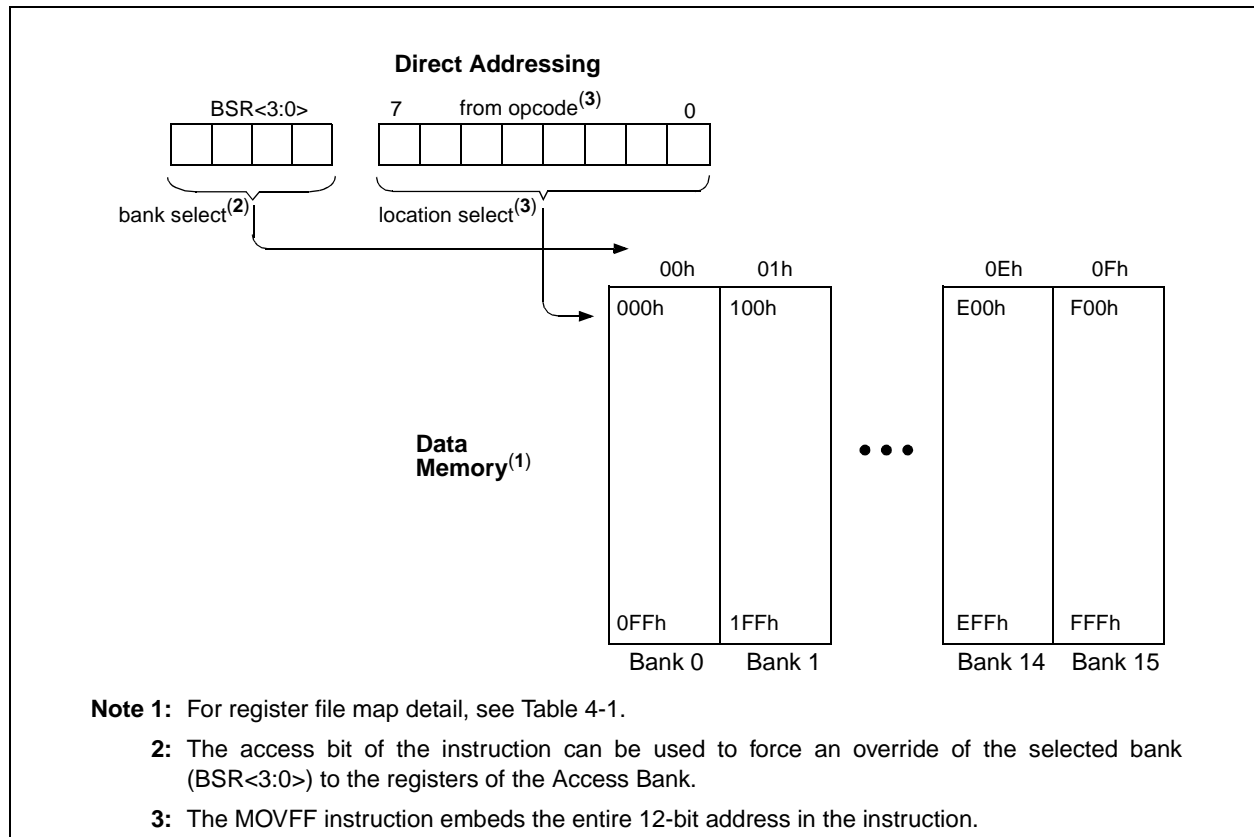 Direct Addressing
BSR<3:0>
7 from opcode(3) 0
bank select(2)
location select(3)
00h 01h 0Eh 0Fh
000h 100h E00h F00h
Data
Memory(1)
0FFh 1FFh EFFh FFFh
Bank 0 Bank 1 Bank 14 Bank 15
Note 1: For register file map detail, see Table 4-1.
2: The access bit of the instruction can be used to force an override of the selected bank
(BSR<3:0>) to the registers of the Access Bank.
3: The MOVFF instruction embeds the entire 12-bit address in the instruction.